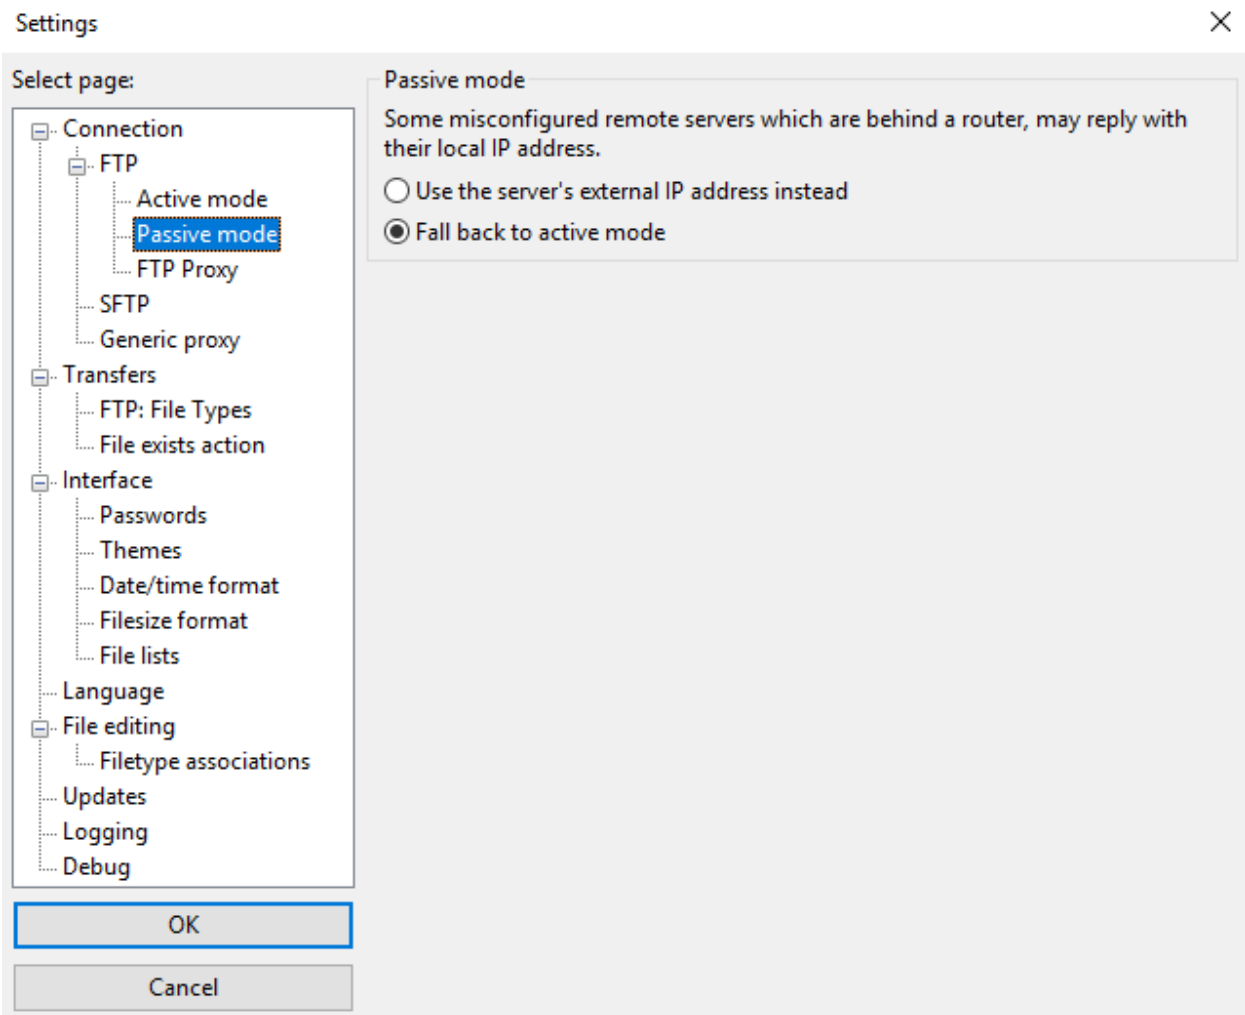 Settings
Select page:
Connection
FTP
Active mode
Passive mode
FTP Proxy
SFTP
Generic proxy
Transfers
FTP: File Types
File exists action
Interface
Passwords
Themes
Date/time format
Filesize format
File lists
Language
File editing
Filetype associations
Updates
Logging
Debug
OK
Cancel
Passive mode
Some misconfigured remote servers which are behind a router, may reply with
their local IP address.
Use the server's external IP address instead
Fall back to active mode